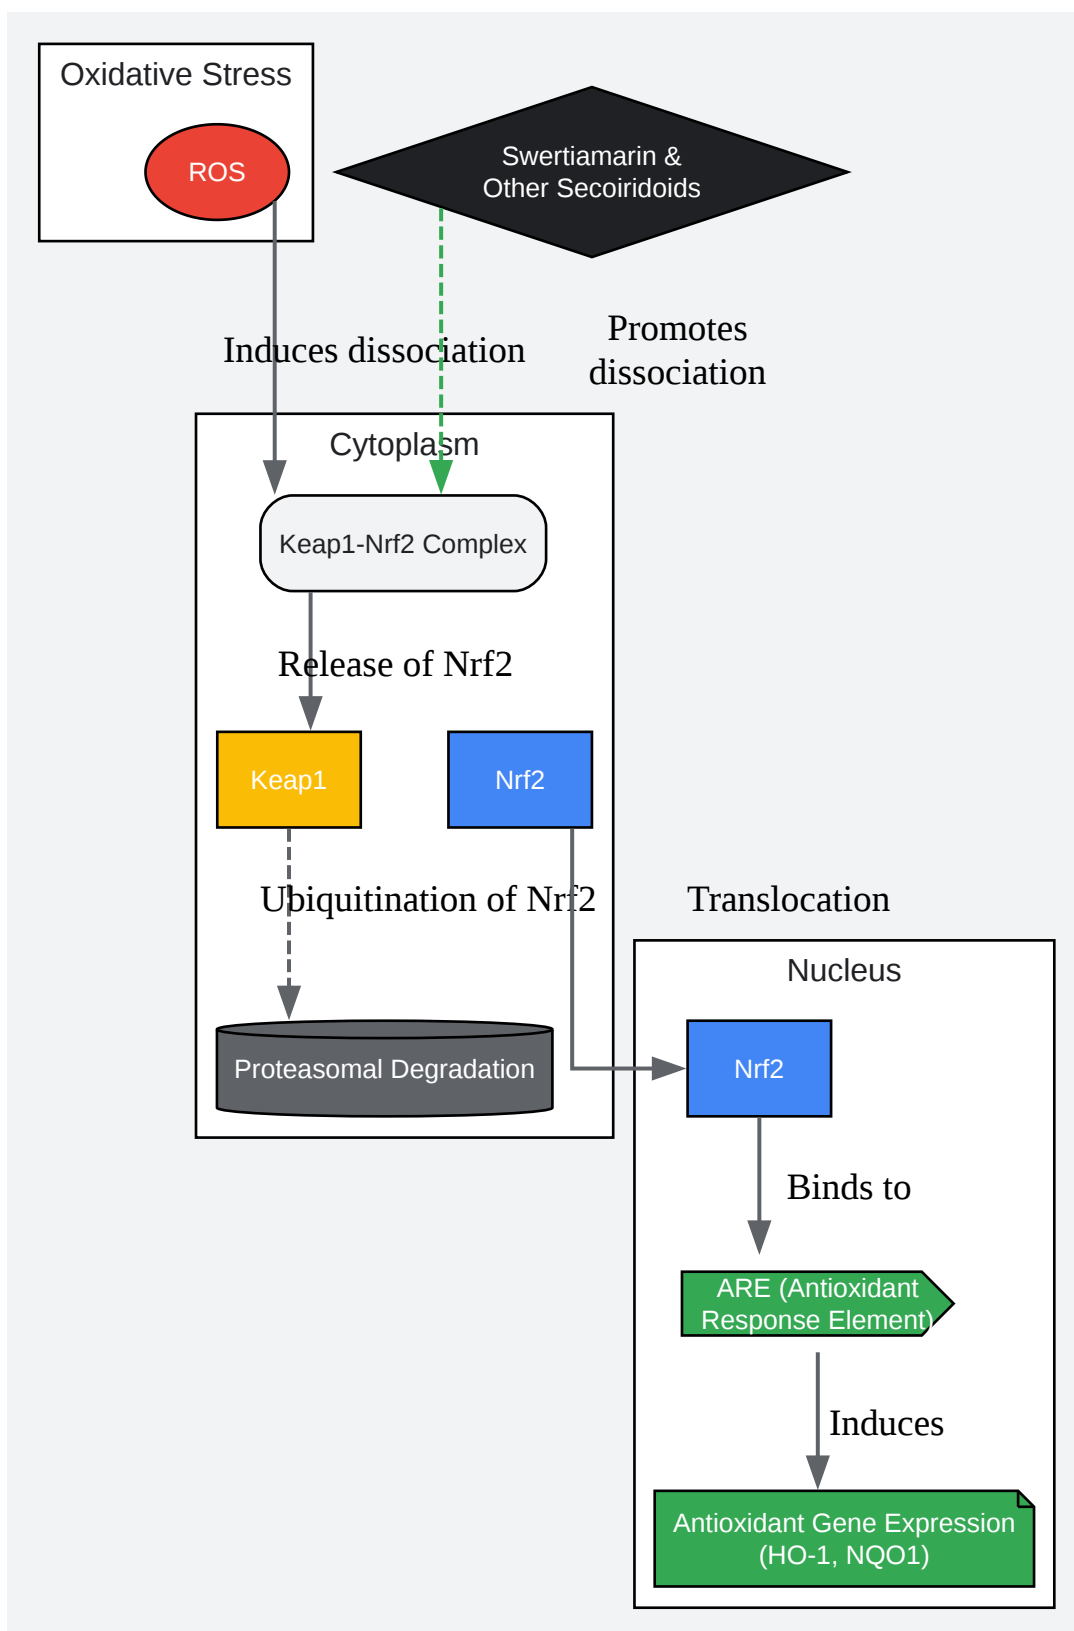 Oxidative Stress
ROS
Swertiamarin &
Other Secoiridoids
Induces dissociation
Promotes
dissociation
Cytoplasm
Keap1-Nrf2 Complex
Release of Nrf2
Keap1
Nrf2
Ubiquitination of Nrf2
Translocation
Nucleus
Proteasomal Degradation
Nrf2
Binds to
ARE (Antioxidant
Response Element)
Induces
Antioxidant Gene Expression
(HO-1, NQO1)